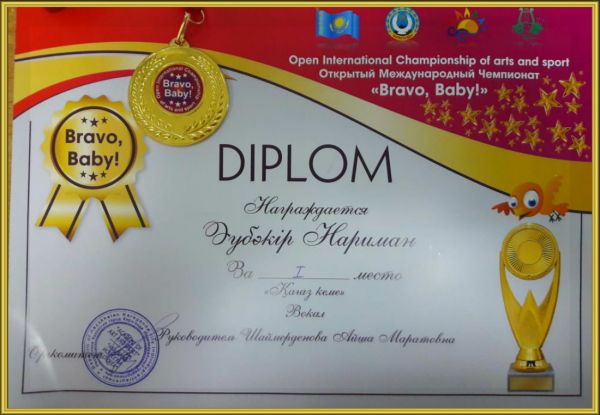 Open International Championship of arts and sport
Открытый Международный Чемпионат
«Bravo, Baby!»
Bravo,
Baby!
Bravo,
Baby!
DIPLOM
Награждается
Әубәкір Нариман
За I место
«Қағаз кеме»
Вокал
Руководитель Шаймерденова Айша Маратовна
Оргкомитет